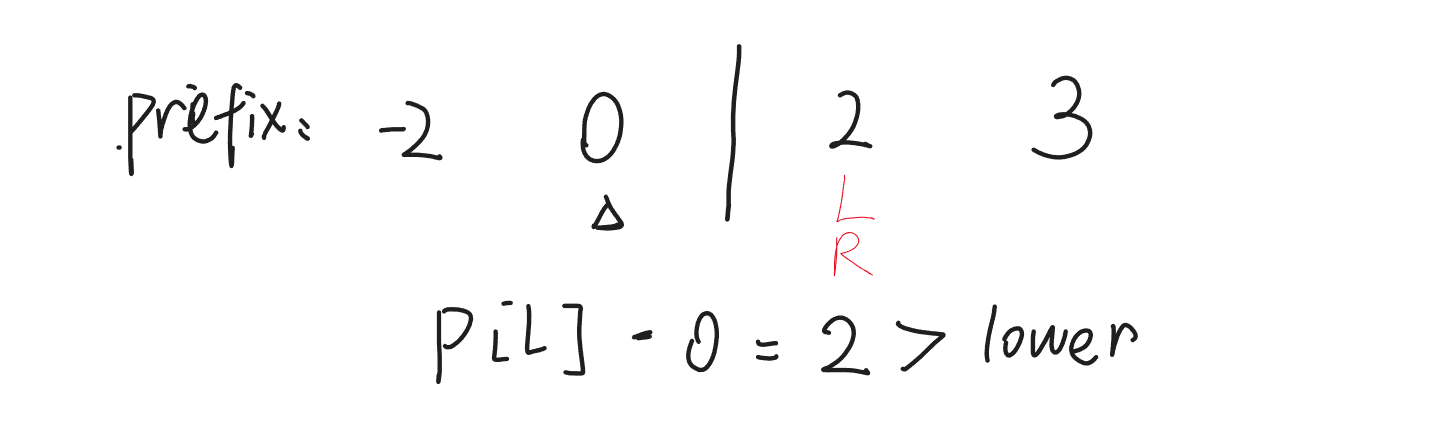 prefix: -2 0 | 2 3
Δ L
R
P[L] - 0 = 2 > lower